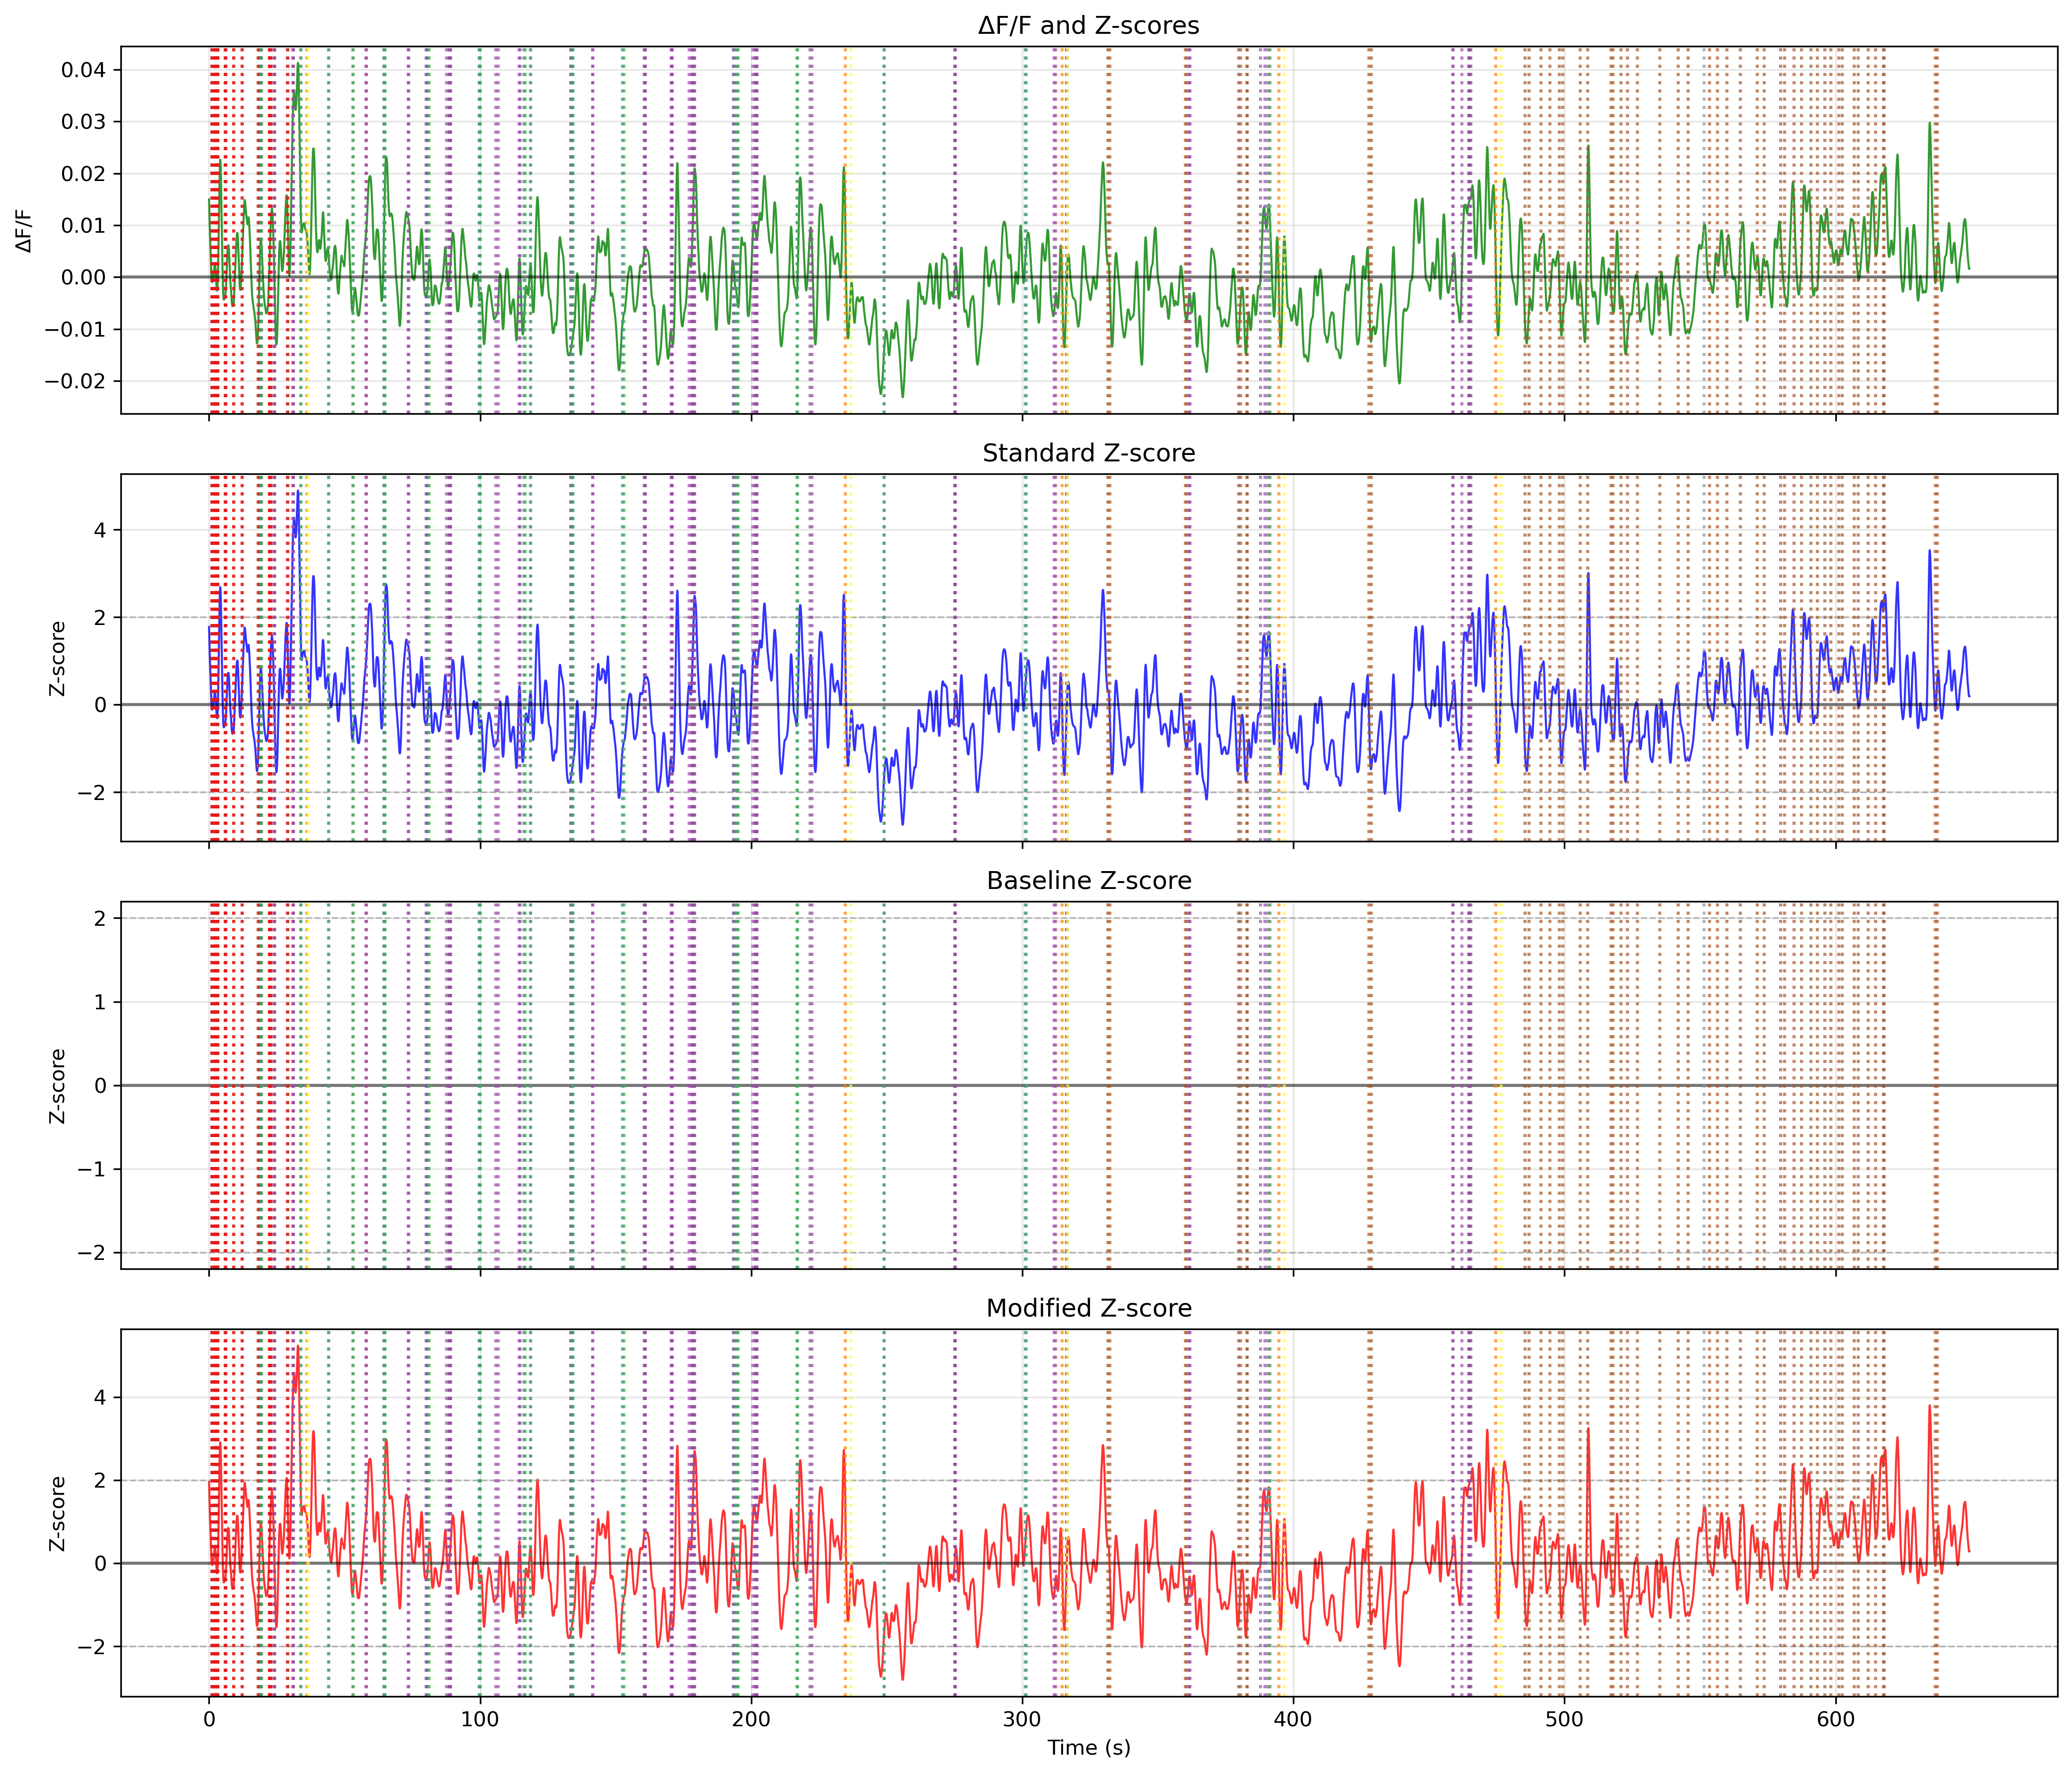 ΔF/F and Z-scores
0.04
0.03
0.02
0.01
0.00
−0.01
−0.02
ΔF/F
Standard Z-score
4
2
0
−2
Z-score
Baseline Z-score
2
1
0
−1
−2
Z-score
Modified Z-score
4
2
0
−2
Z-score
0 100 200 300 400 500 600
Time (s)